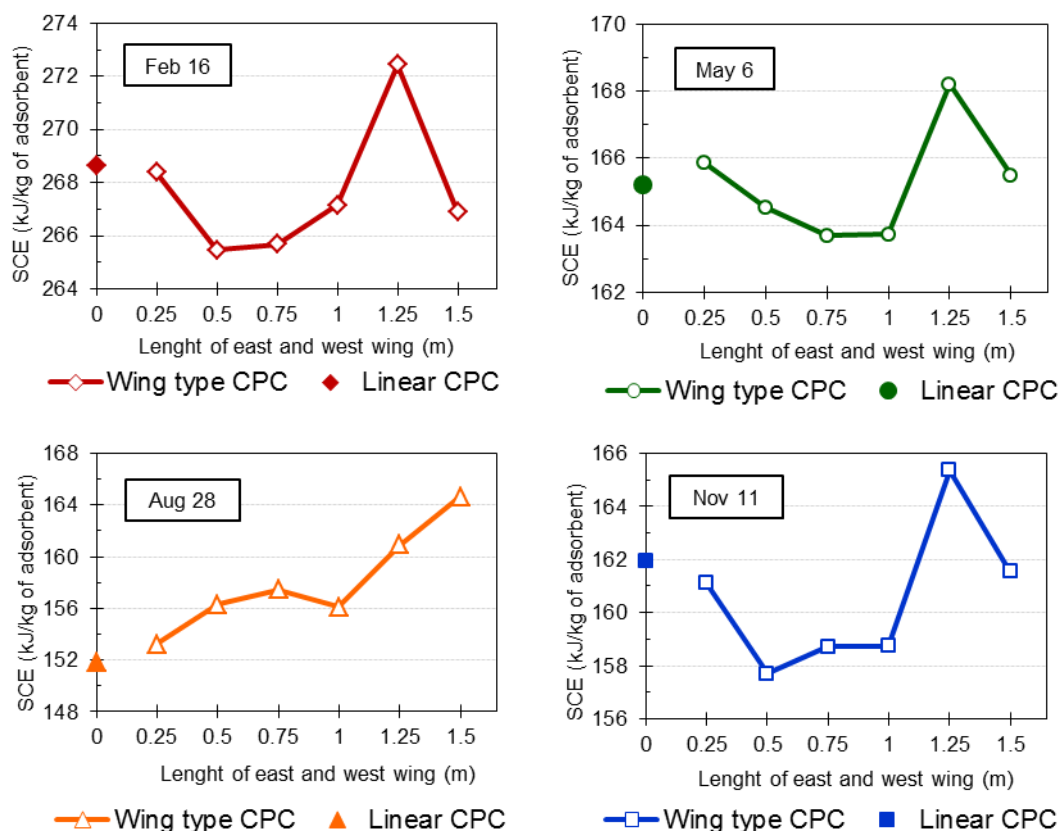 SCE (kJ/kg of adsorbent)
274
272
270
268
266
264
Feb 16
0 0.25 0.5 0.75 1 1.25 1.5
Lenght of east and west wing (m)
Wing type CPC Linear CPC
SCE (kJ/kg of adsorbent)
170
168
166
164
162
May 6
0 0.25 0.5 0.75 1 1.25 1.5
Lenght of east and west wing (m)
Wing type CPC Linear CPC
SCE (kJ/kg of adsorbent)
168
164
160
156
152
148
Aug 28
0 0.25 0.5 0.75 1 1.25 1.5
Lenght of east and west wing (m)
Wing type CPC Linear CPC
SCE (kJ/kg of adsorbent)
166
164
162
160
158
156
Nov 11
0 0.25 0.5 0.75 1 1.25 1.5
Lenght of east and west wing (m)
Wing type CPC Linear CPC